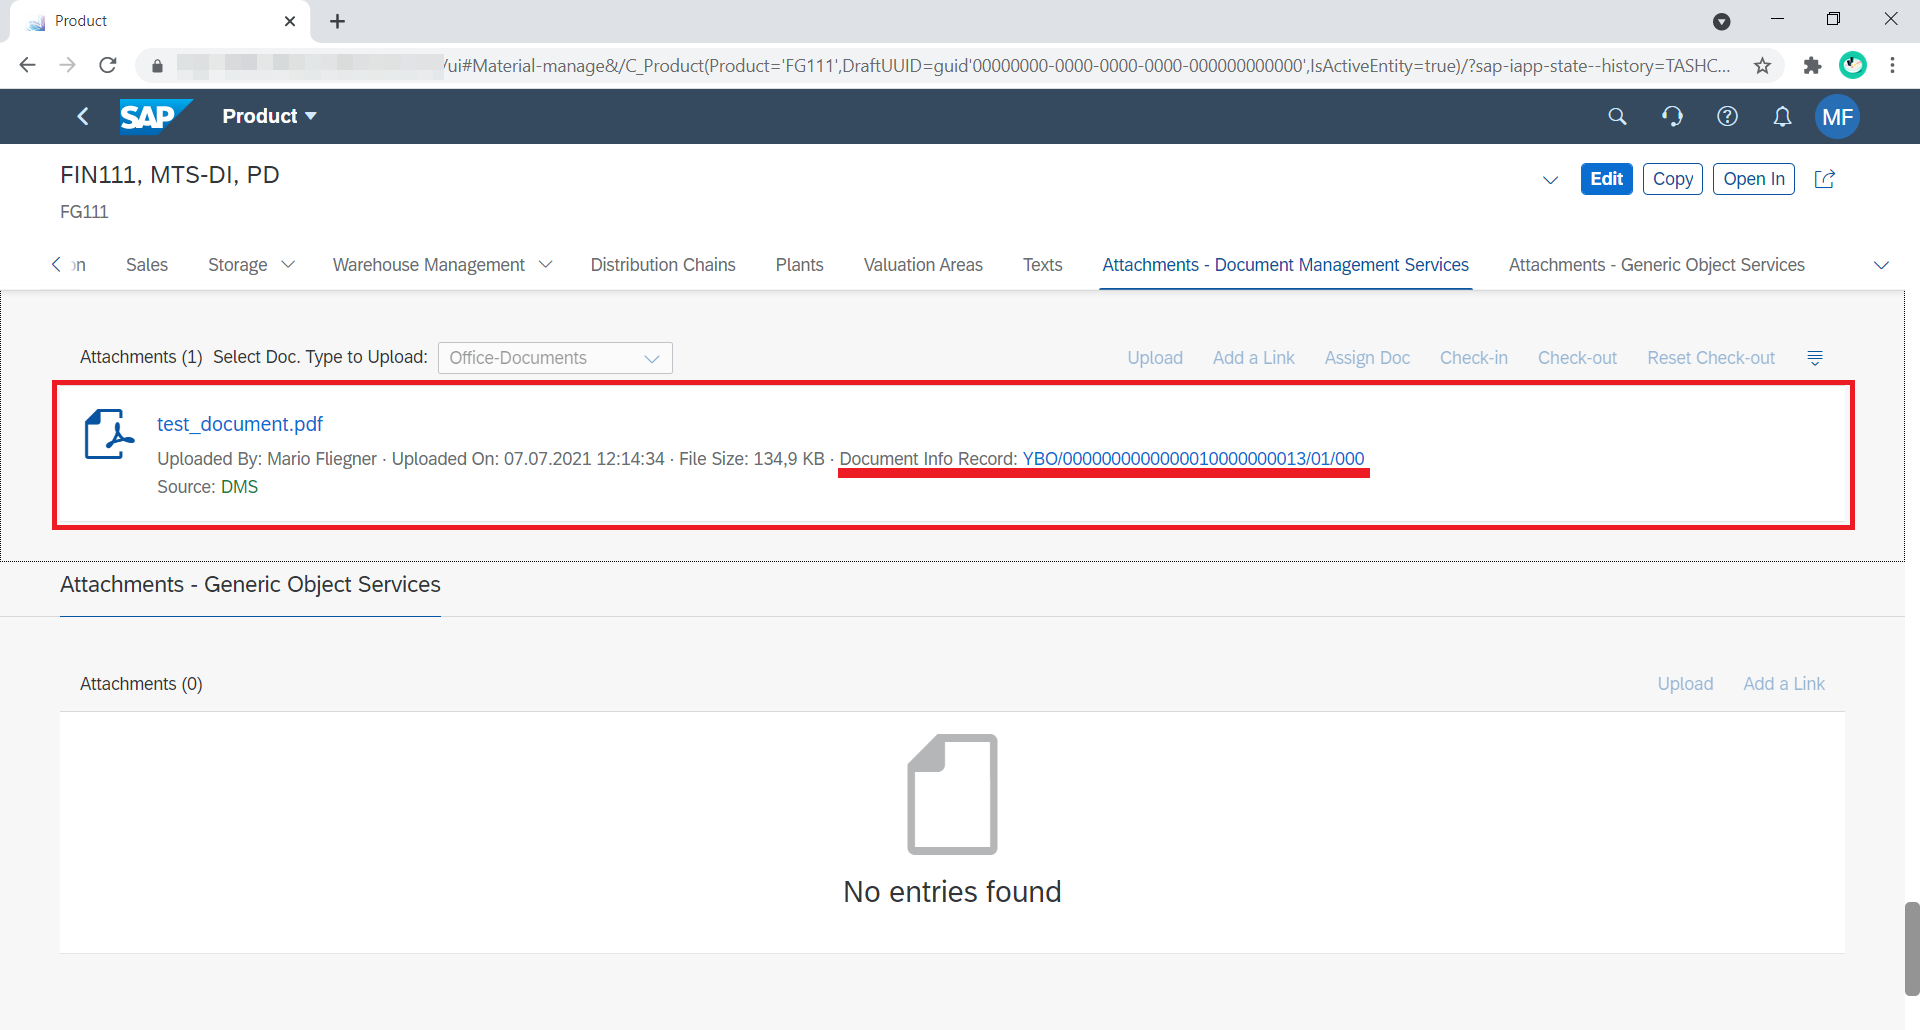 Product
/ui#Material-manage&/C_Product(Product='FG111',DraftUUID=guid'00000000-0000-0000-0000-000000000000',IsActiveEntity=true)/?sap-iapp-state--history=TASHC...
SAP Product MF
FIN111, MTS-DI, PD
Edit Copy Open In
FG111
on Sales Storage Warehouse Management Distribution Chains Plants Valuation Areas Texts Attachments - Document Management Services Attachments - Generic Object Services
Attachments (1) Select Doc. Type to Upload: Office-Documents Upload Add a Link Assign Doc Check-in Check-out Reset Check-out
test_document.pdf
Uploaded By: Mario Fliegner · Uploaded On: 07.07.2021 12:14:34 · File Size: 134,9 KB · Document Info Record: YBO/0000000000000010000000013/01/000
Source: DMS
Attachments - Generic Object Services
Attachments (0) Upload Add a Link
No entries found